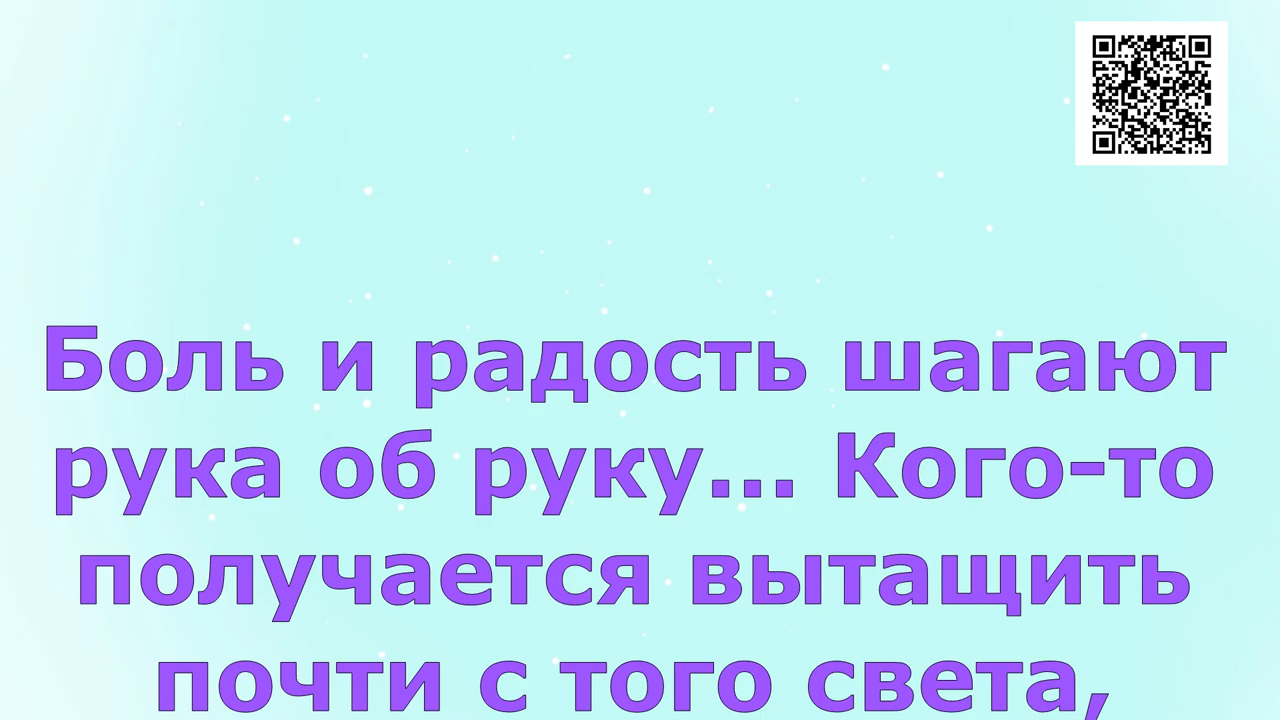 Боль и радость шагают
рука об руку... Кого-то
получается вытащить
почти с того света,